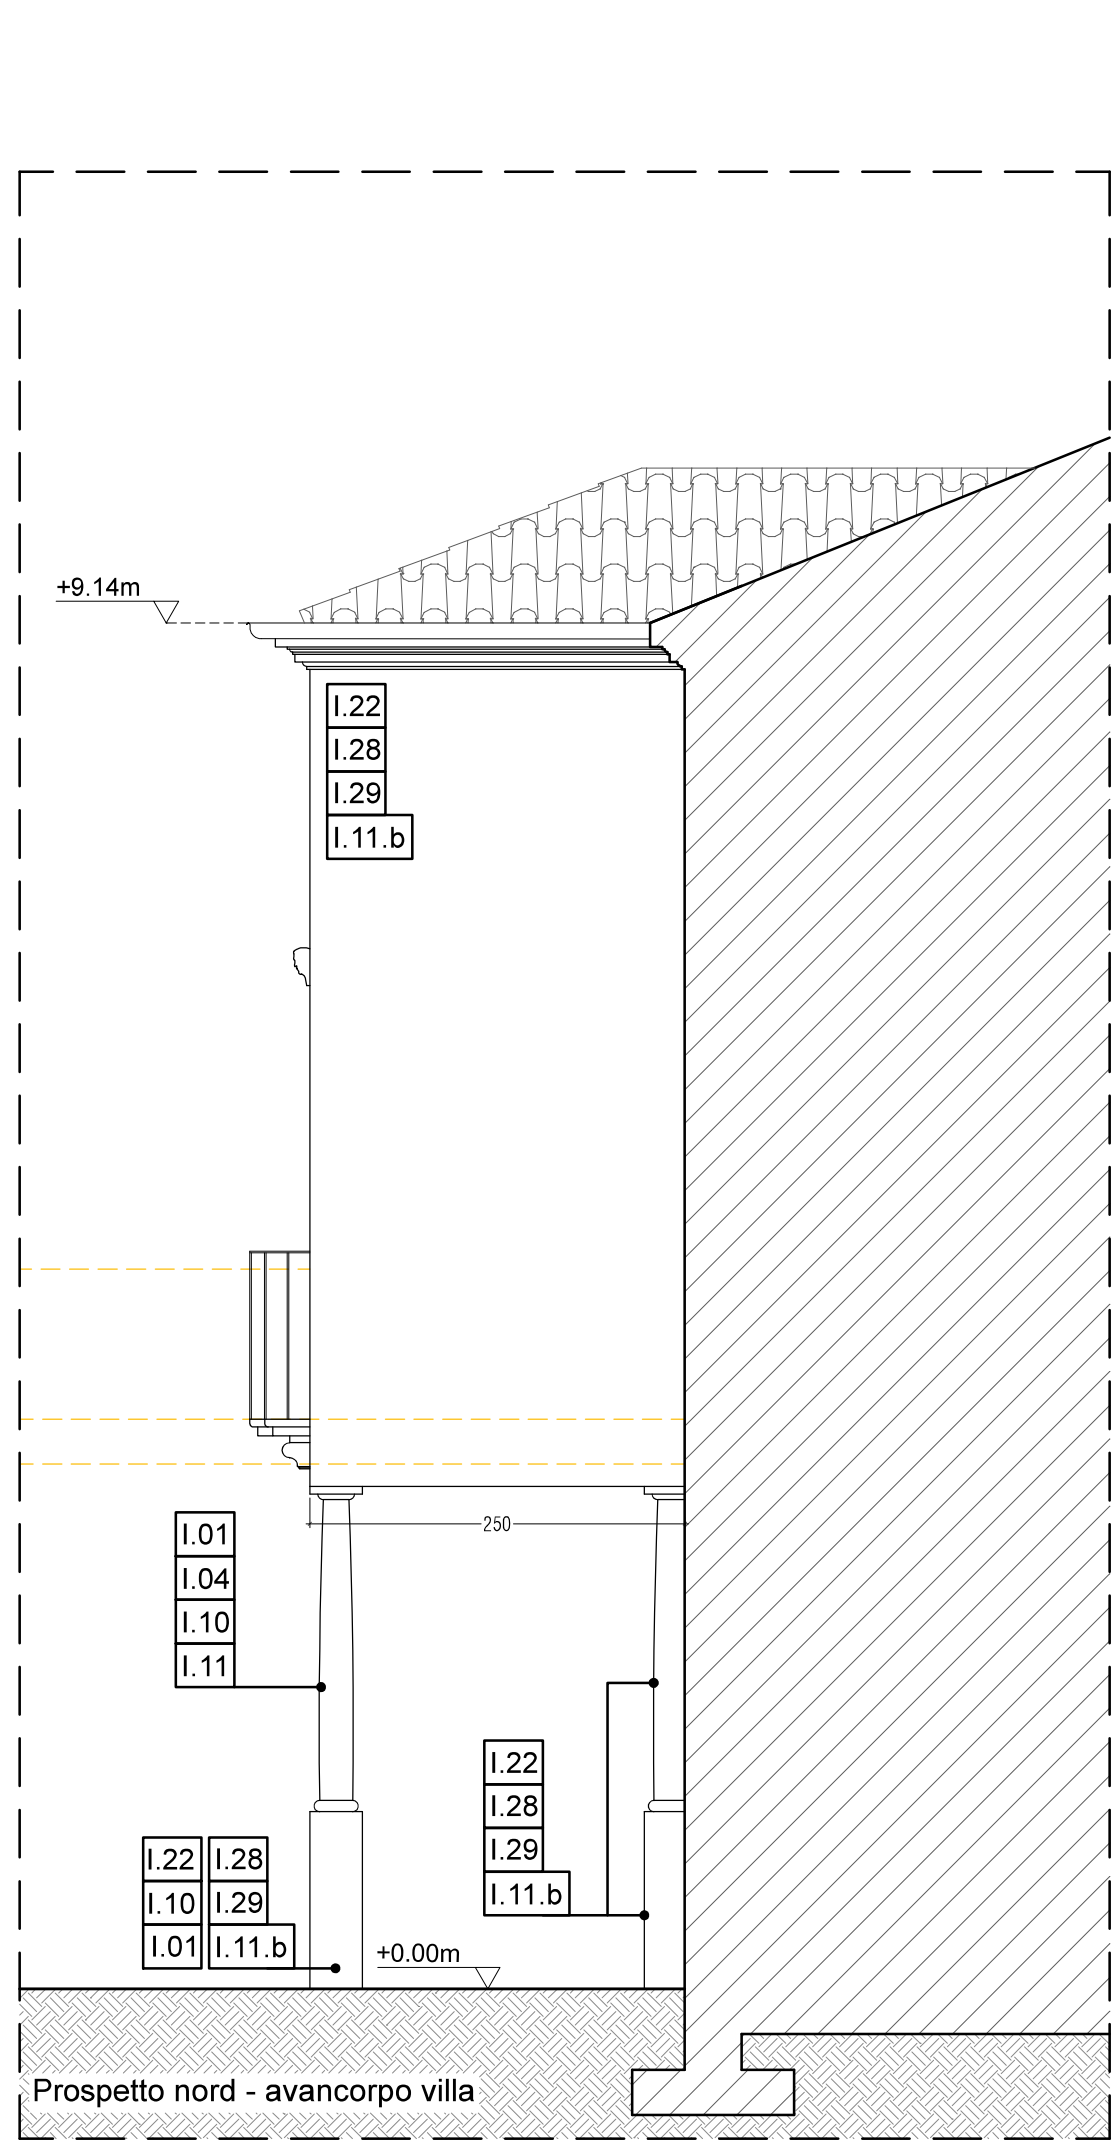 +9.14m
I.22
I.28
I.29
I.11.b
250
I.01
I.04
I.10
I.11
I.22
I.28
I.29
I.11.b
I.22 I.28
I.10 I.29
I.01 I.11.b
+0.00m
Prospetto nord - avancorpo villa